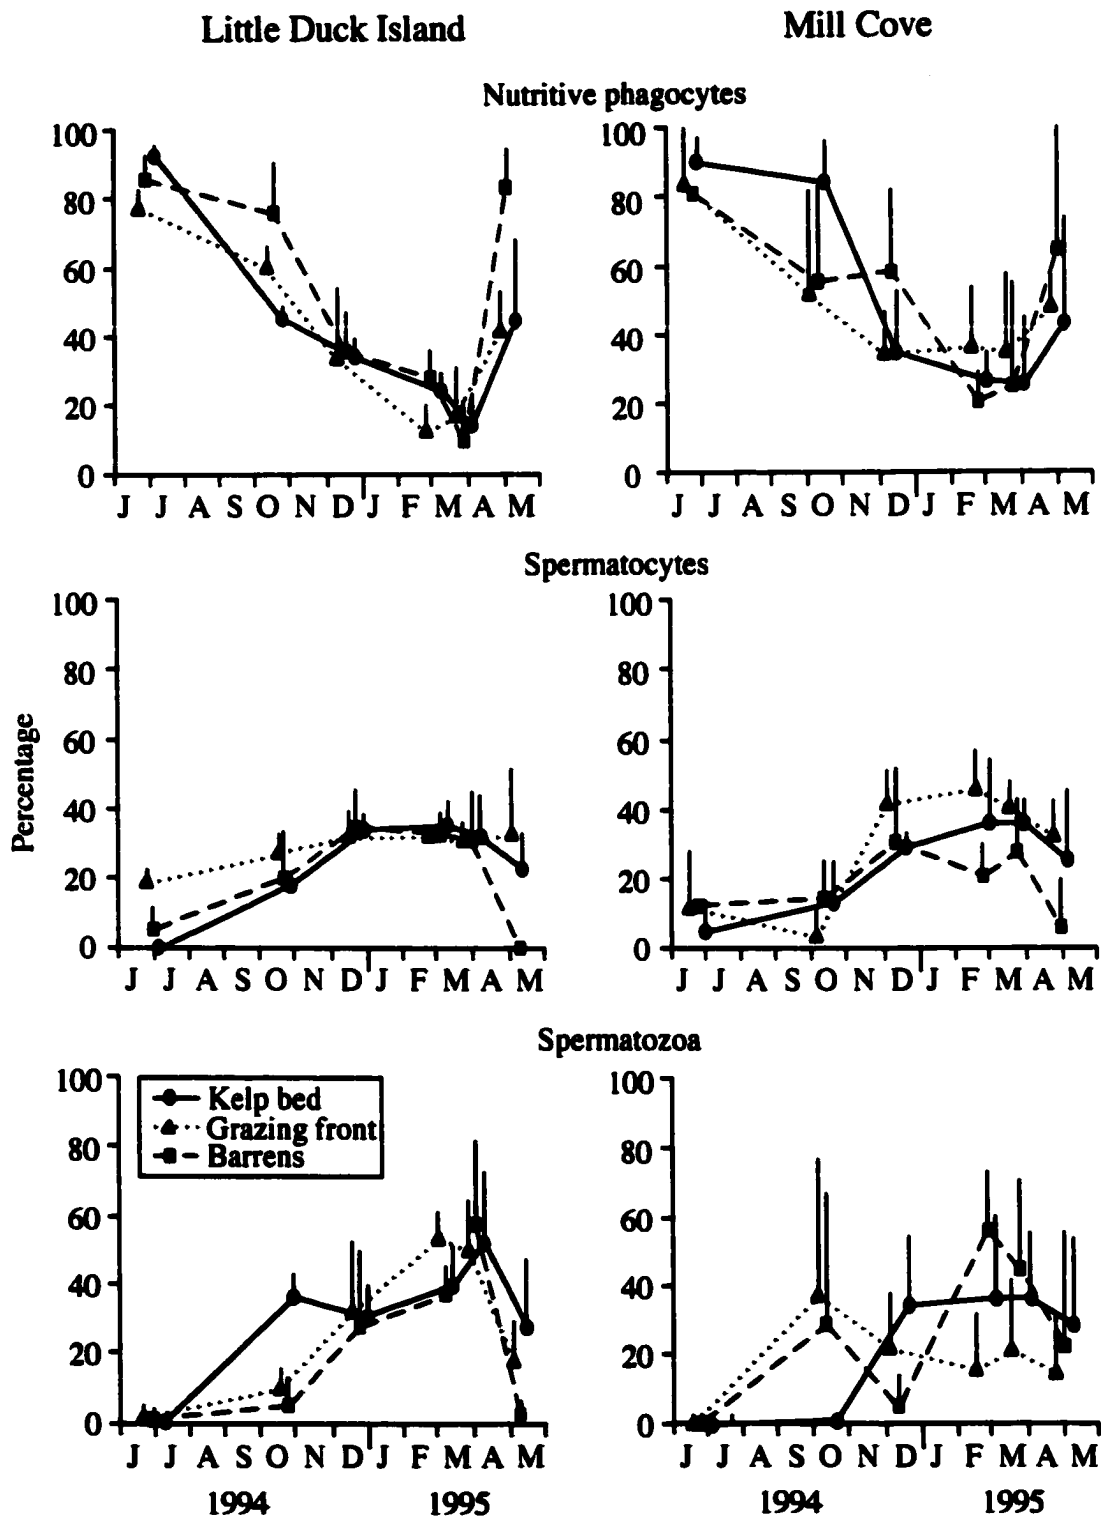 Little Duck Island Mill Cove
Nutritive phagocytes
100 100
80 80
60 60
40 40
20 20
0 0
J J A S O N D J F M A M J J A S O N D J F M A M
Spermatocytes
100 100
80 80
60 60
40 40
20 20
0 0
Percentage
J J A S O N D J F M A M J J A S O N D J F M A M
Spermatozoa
100 100
Kelp bed
Grazing front
Barrens
80 80
60 60
40 40
20 20
0 0
J J A S O N D J F M A M J J A S O N D J F M A M
1994 1995 1994 1995